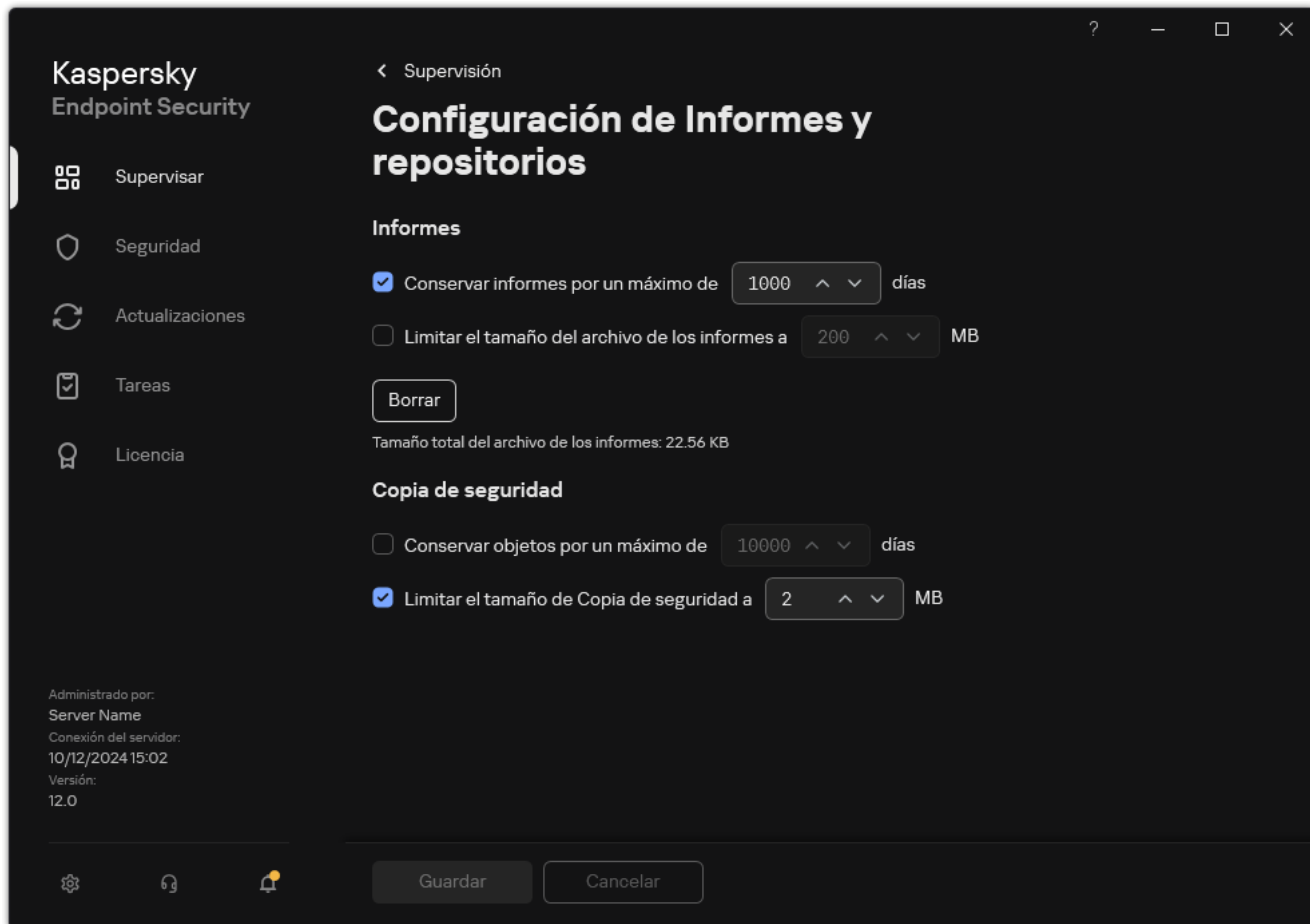 ?
Kaspersky
Endpoint Security
Supervisar
Seguridad
Actualizaciones
Tareas
Licencia
Administrado por:
Server Name
Conexión del servidor:
10/12/2024 15:02
Versión:
12.0
Supervisión
Configuración de Informes y
repositorios
Informes
Conservar informes por un máximo de 1000 días
Limitar el tamaño del archivo de los informes a 200 MB
Borrar
Tamaño total del archivo de los informes: 22.56 KB
Copia de seguridad
Conservar objetos por un máximo de 10000 días
Limitar el tamaño de Copia de seguridad a 2 MB
Guardar Cancelar